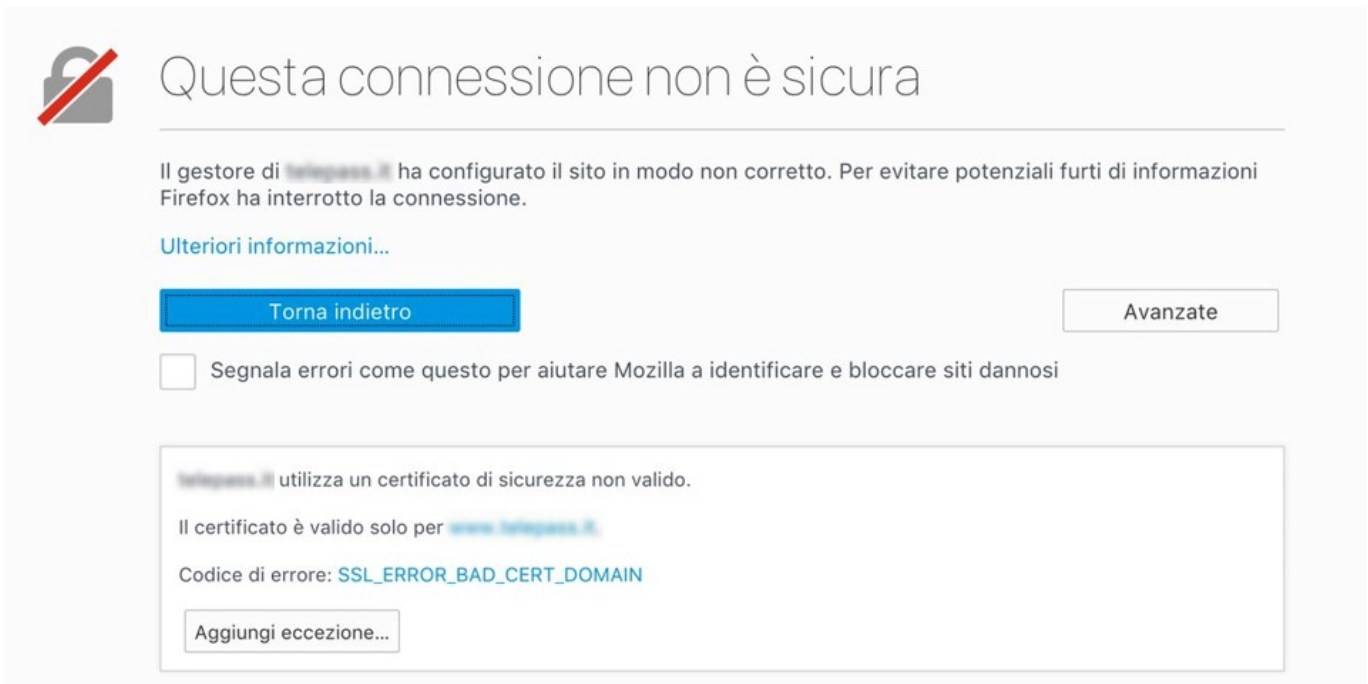 Questa connessione non è sicura
Il gestore di ha configurato il sito in modo non corretto. Per evitare potenziali furti di informazioni
Firefox ha interrotto la connessione.
Ulteriori informazioni...
Torna indietro
Avanzate
Segnala errori come questo per aiutare Mozilla a identificare e bloccare siti dannosi
utilizza un certificato di sicurezza non valido.
Il certificato è valido solo per
Codice di errore: SSL_ERROR_BAD_CERT_DOMAIN
Aggiungi eccezione...